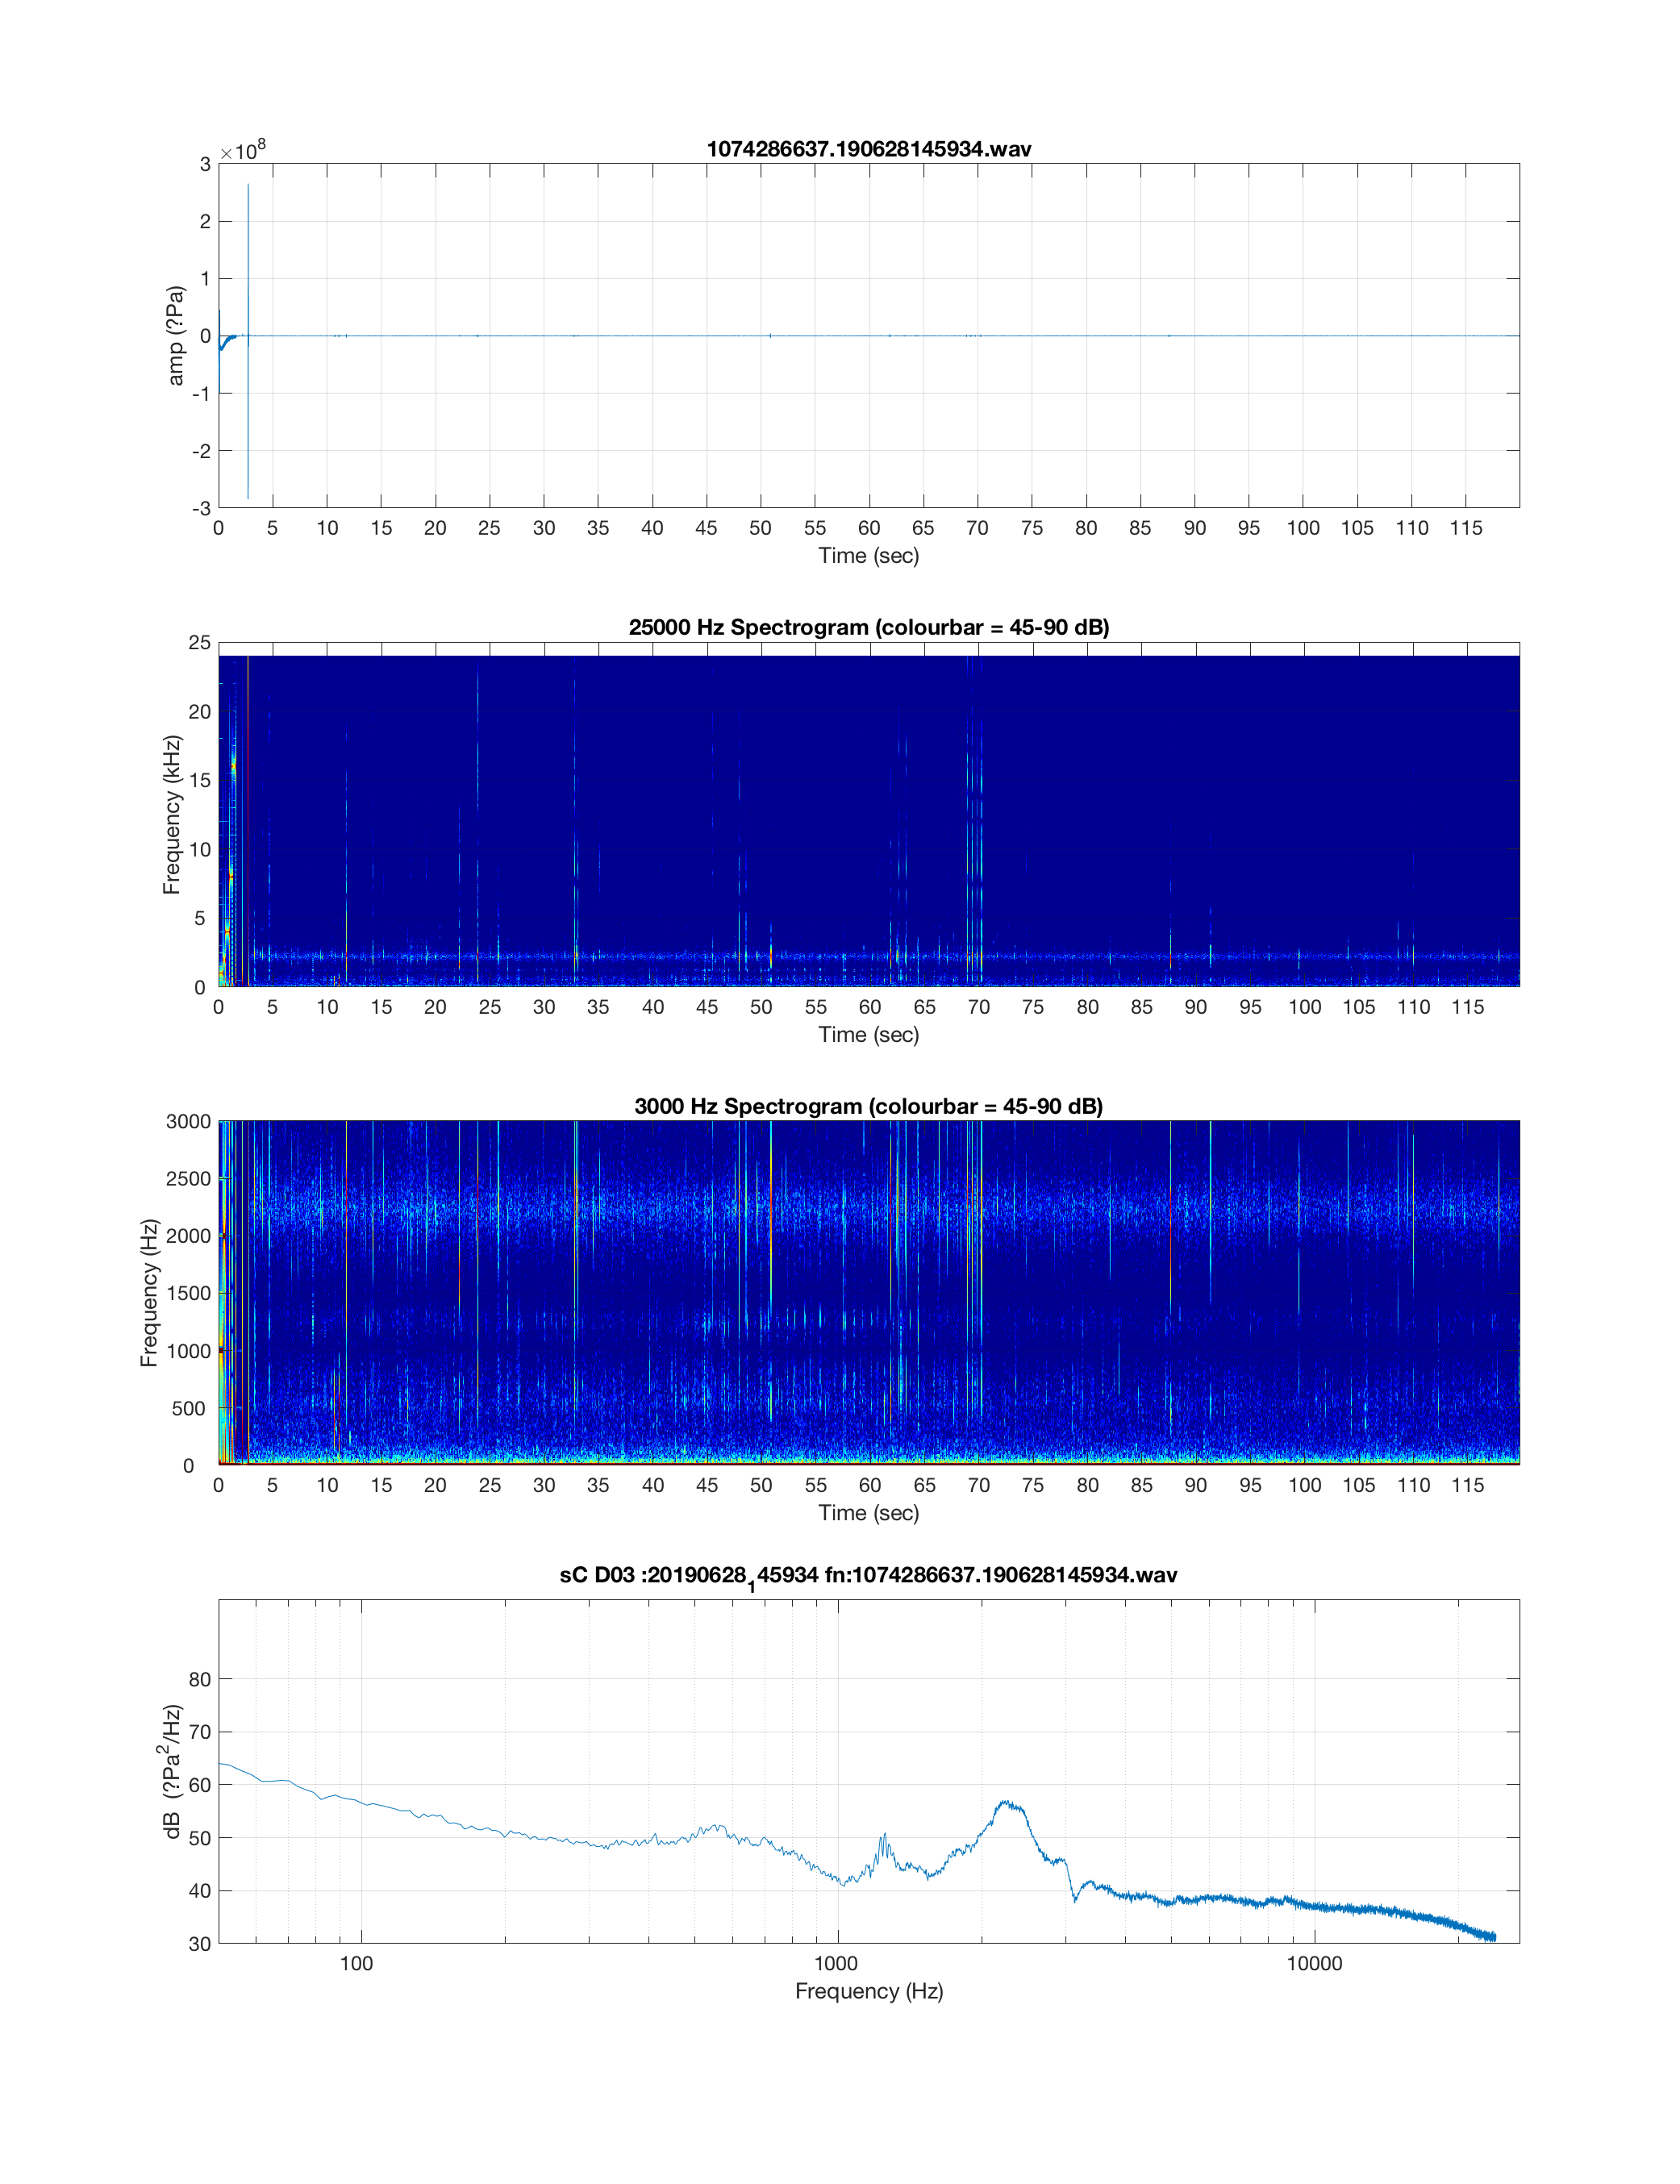 1074286637.190628145934.wav
×10^8
3
2
1
0
-1
-2
-3
amp (?Pa)
0 5 10 15 20 25 30 35 40 45 50 55 60 65 70 75 80 85 90 95 100 105 110 115
Time (sec)
25000 Hz Spectrogram (colourbar = 45-90 dB)
25
20
15
10
5
0
Frequency (kHz)
0 5 10 15 20 25 30 35 40 45 50 55 60 65 70 75 80 85 90 95 100 105 110 115
Time (sec)
3000 Hz Spectrogram (colourbar = 45-90 dB)
3000
2500
2000
1500
1000
500
0
Frequency (Hz)
0 5 10 15 20 25 30 35 40 45 50 55 60 65 70 75 80 85 90 95 100 105 110 115
Time (sec)
sC D03 :20190628_145934 fn:1074286637.190628145934.wav
80
70
60
50
40
30
dB (?Pa^2/Hz)
100 1000 10000
Frequency (Hz)